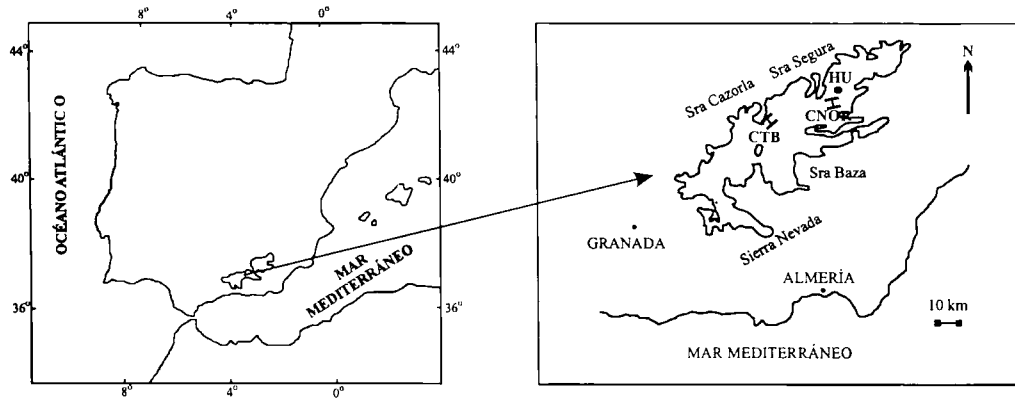 8°
4°
0°
44°
44°
OCÉANO ATLÁNTIC O
40°
40°
MAR
MEDITERRÁNEO
36°
36°
8°
4°
0°
N
Sra Segura
HU
Sra Cazorla
CNOR
CTB
Sra Baza
GRANADA
Sierra Nevada
ALMERÍA
10 km
MAR MEDITERRÁNEO